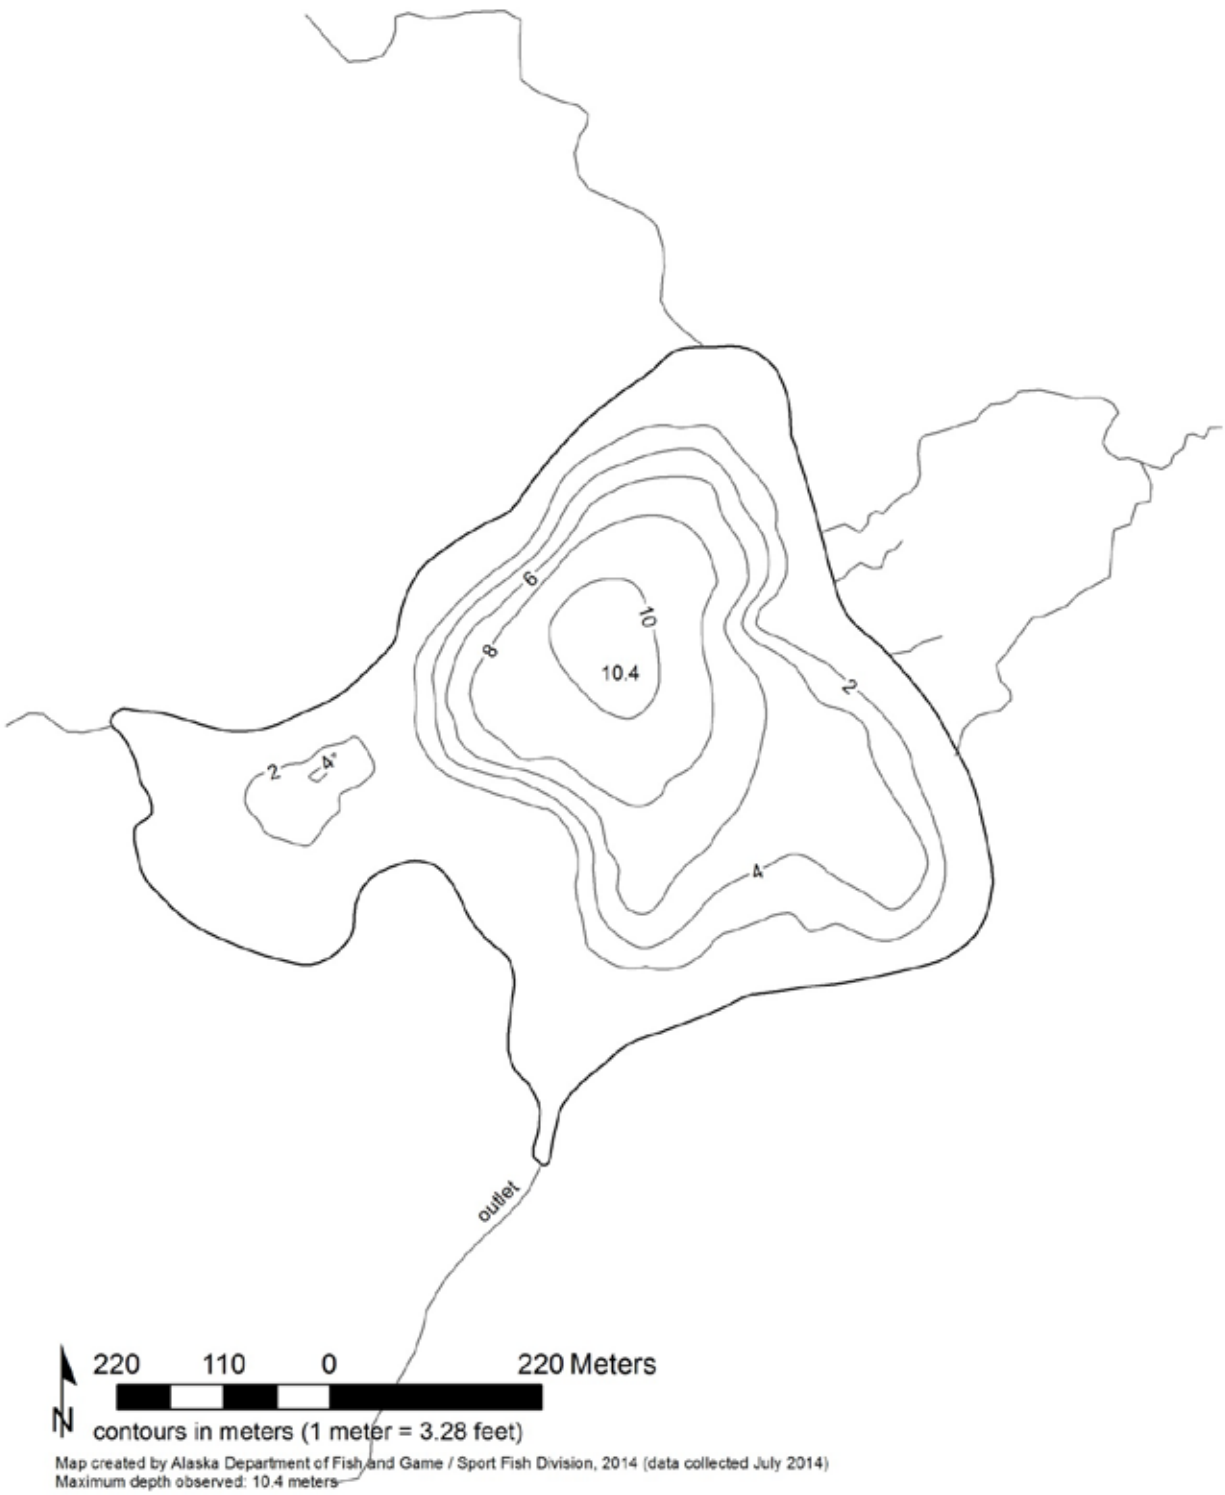 6
10
8
10.4
2
2
4
4
outlet
220 110 0 220 Meters
N
contours in meters (1 meter = 3.28 feet)
Map created by Alaska Department of Fish and Game / Sport Fish Division, 2014 (data collected July 2014)
Maximum depth observed: 10.4 meters